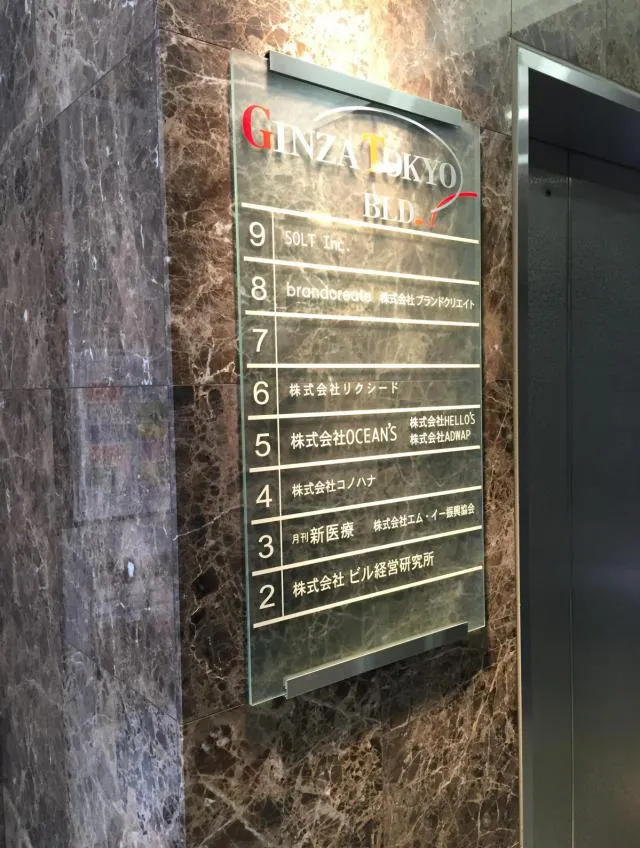 GINZA TOKYO
BLD.
9 SOLT Inc.
8 brandcreate 株式会社ブランドクリエイト
7
6 株式会社リクシード
5 株式会社OCEAN'S 株式会社HELLO'S
株式会社ADWAP
4 株式会社コノハナ
3 月刊 新医療 株式会社エム・イー振興協会
2 株式会社 ビル経営研究所